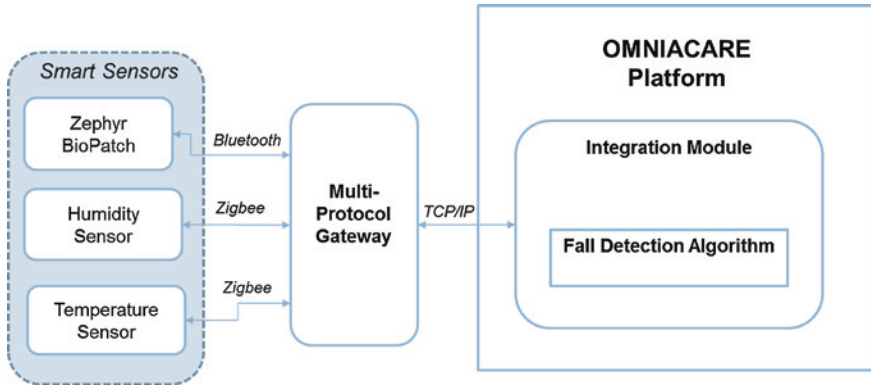 Smart Sensors
Zephyr
BioPatch
Bluetooth
Humidity
Sensor
Zigbee
Temperature
Sensor
Zigbee
Multi-
Protocol
Gateway
TCP/IP
OMNIACARE
Platform
Integration Module
Fall Detection Algorithm